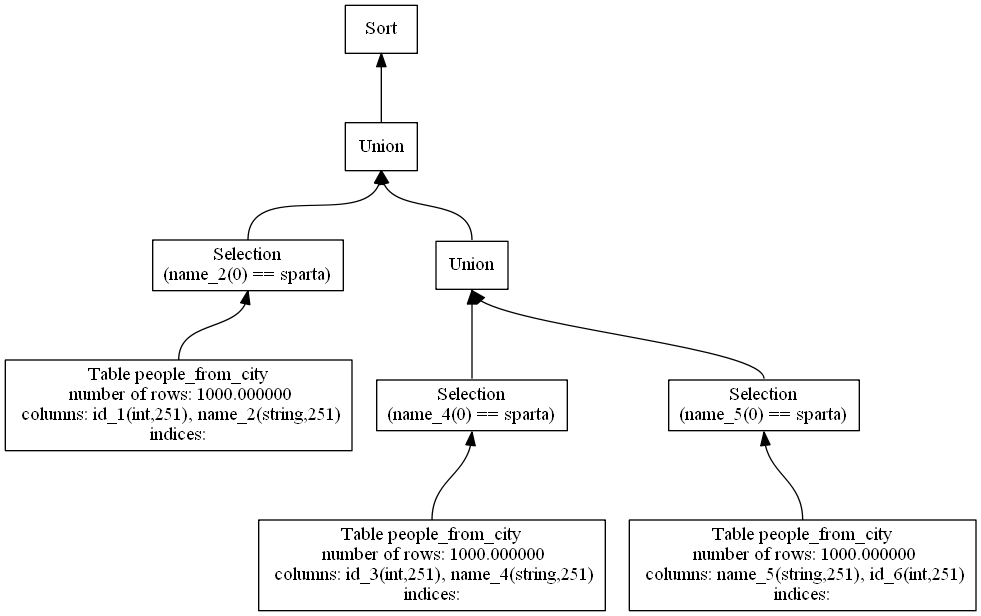 Sort
Union
Selection
(name_2(0) == sparta)
Union
Table people_from_city
number of rows: 1000.000000
columns: id_1(int,251), name_2(string,251)
indices:
Selection
(name_4(0) == sparta)
Selection
(name_5(0) == sparta)
Table people_from_city
number of rows: 1000.000000
columns: id_3(int,251), name_4(string,251)
indices:
Table people_from_city
number of rows: 1000.000000
columns: name_5(string,251), id_6(int,251)
indices: